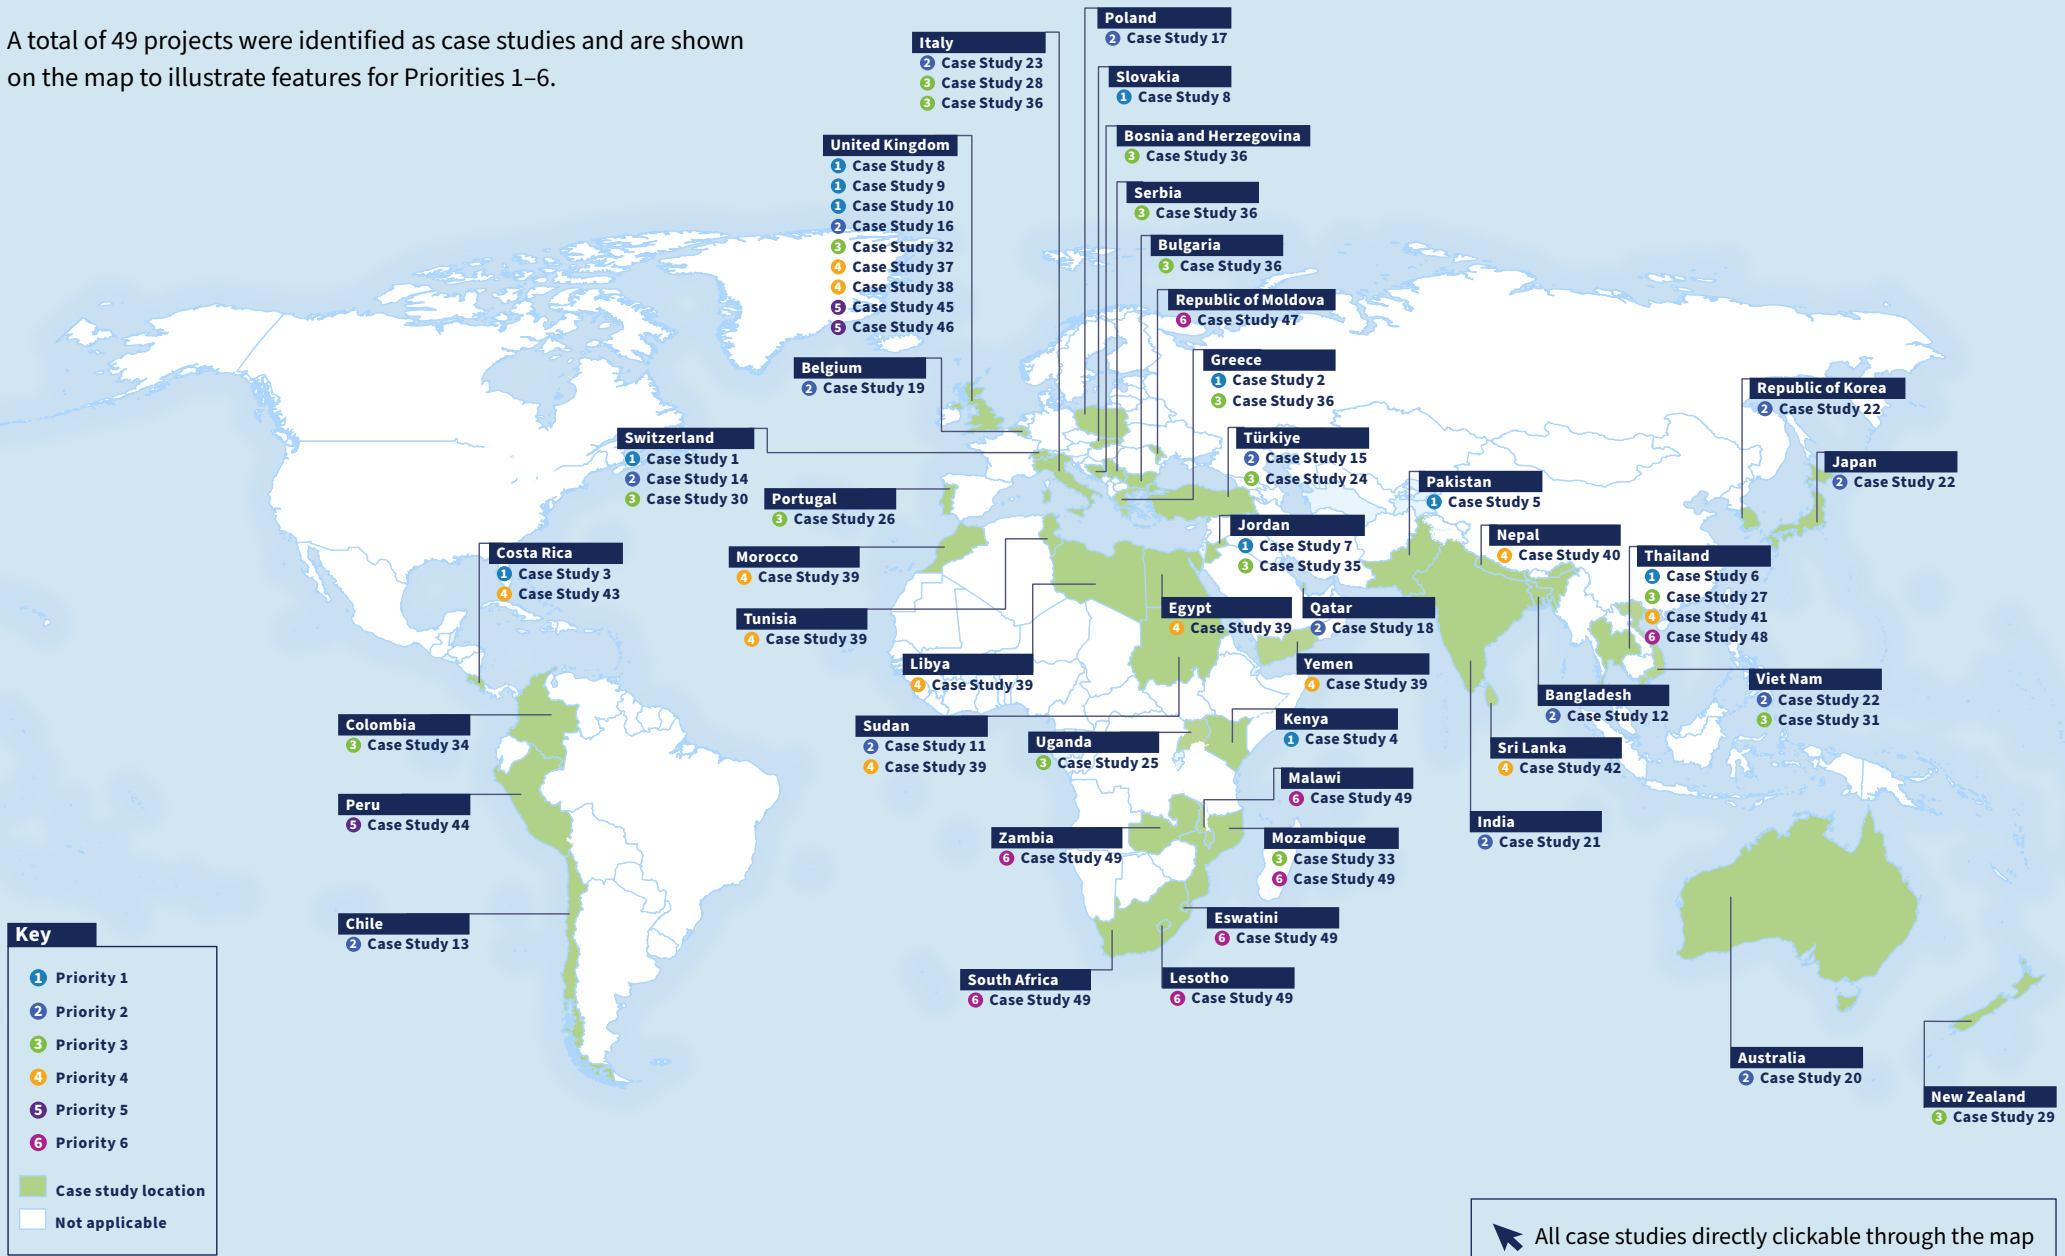 A total of 49 projects were identified as case studies and are shown
on the map to illustrate features for Priorities 1–6.
Poland
2 Case Study 17
Italy
2 Case Study 23
3 Case Study 28
3 Case Study 36
Slovakia
1 Case Study 8
Bosnia and Herzegovina
3 Case Study 36
United Kingdom
1 Case Study 8
1 Case Study 9
1 Case Study 10
2 Case Study 16
3 Case Study 32
4 Case Study 37
4 Case Study 38
5 Case Study 45
5 Case Study 46
Serbia
3 Case Study 36
Bulgaria
3 Case Study 36
Republic of Moldova
6 Case Study 47
Greece
1 Case Study 2
3 Case Study 36
Belgium
2 Case Study 19
Republic of Korea
2 Case Study 22
Switzerland
1 Case Study 1
2 Case Study 14
3 Case Study 30
Türkiye
2 Case Study 15
3 Case Study 24
Japan
2 Case Study 22
Pakistan
1 Case Study 5
Portugal
3 Case Study 26
Jordan
1 Case Study 7
3 Case Study 35
Nepal
4 Case Study 40
Costa Rica
1 Case Study 3
4 Case Study 43
Morocco
4 Case Study 39
Thailand
1 Case Study 6
3 Case Study 27
4 Case Study 41
6 Case Study 48
Tunisia
4 Case Study 39
Egypt
4 Case Study 39
Qatar
2 Case Study 18
Libya
4 Case Study 39
Yemen
4 Case Study 39
Viet Nam
2 Case Study 22
3 Case Study 31
Bangladesh
2 Case Study 12
Colombia
3 Case Study 34
Sudan
2 Case Study 11
4 Case Study 39
Kenya
1 Case Study 4
Uganda
3 Case Study 25
Sri Lanka
4 Case Study 42
Malawi
6 Case Study 49
Peru
5 Case Study 44
India
2 Case Study 21
Zambia
6 Case Study 49
Mozambique
3 Case Study 33
6 Case Study 49
Chile
2 Case Study 13
Eswatini
6 Case Study 49
South Africa
6 Case Study 49
Lesotho
6 Case Study 49
Australia
2 Case Study 20
New Zealand
3 Case Study 29
Key
1 Priority 1
2 Priority 2
3 Priority 3
4 Priority 4
5 Priority 5
6 Priority 6
Case study location
Not applicable
All case studies directly clickable through the map